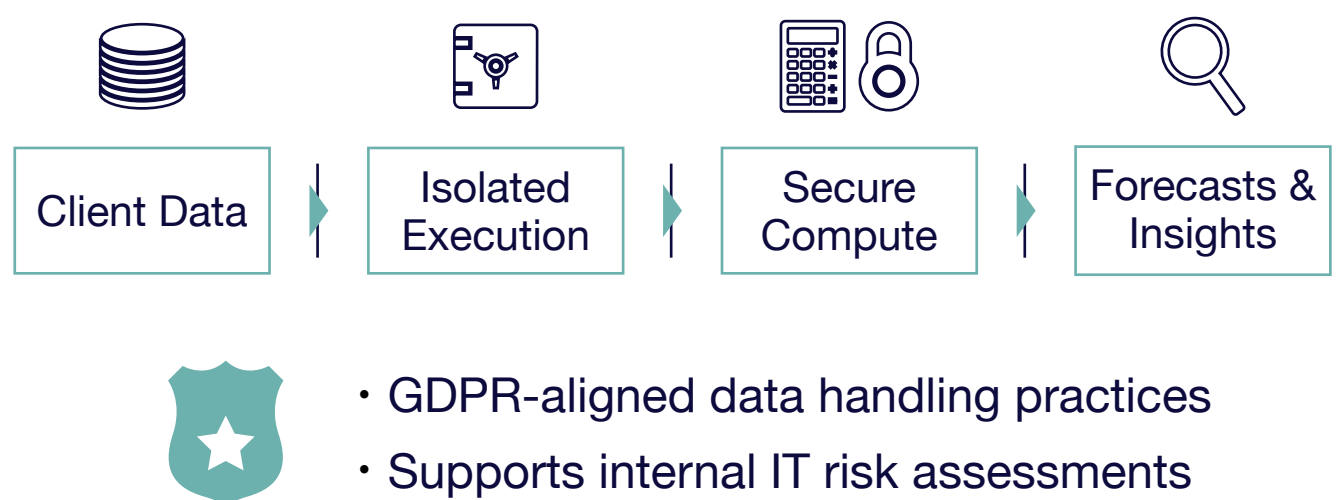 Client Data
Isolated
Execution
Secure
Compute
Forecasts &
Insights
· GDPR-aligned data handling practices
· Supports internal IT risk assessments